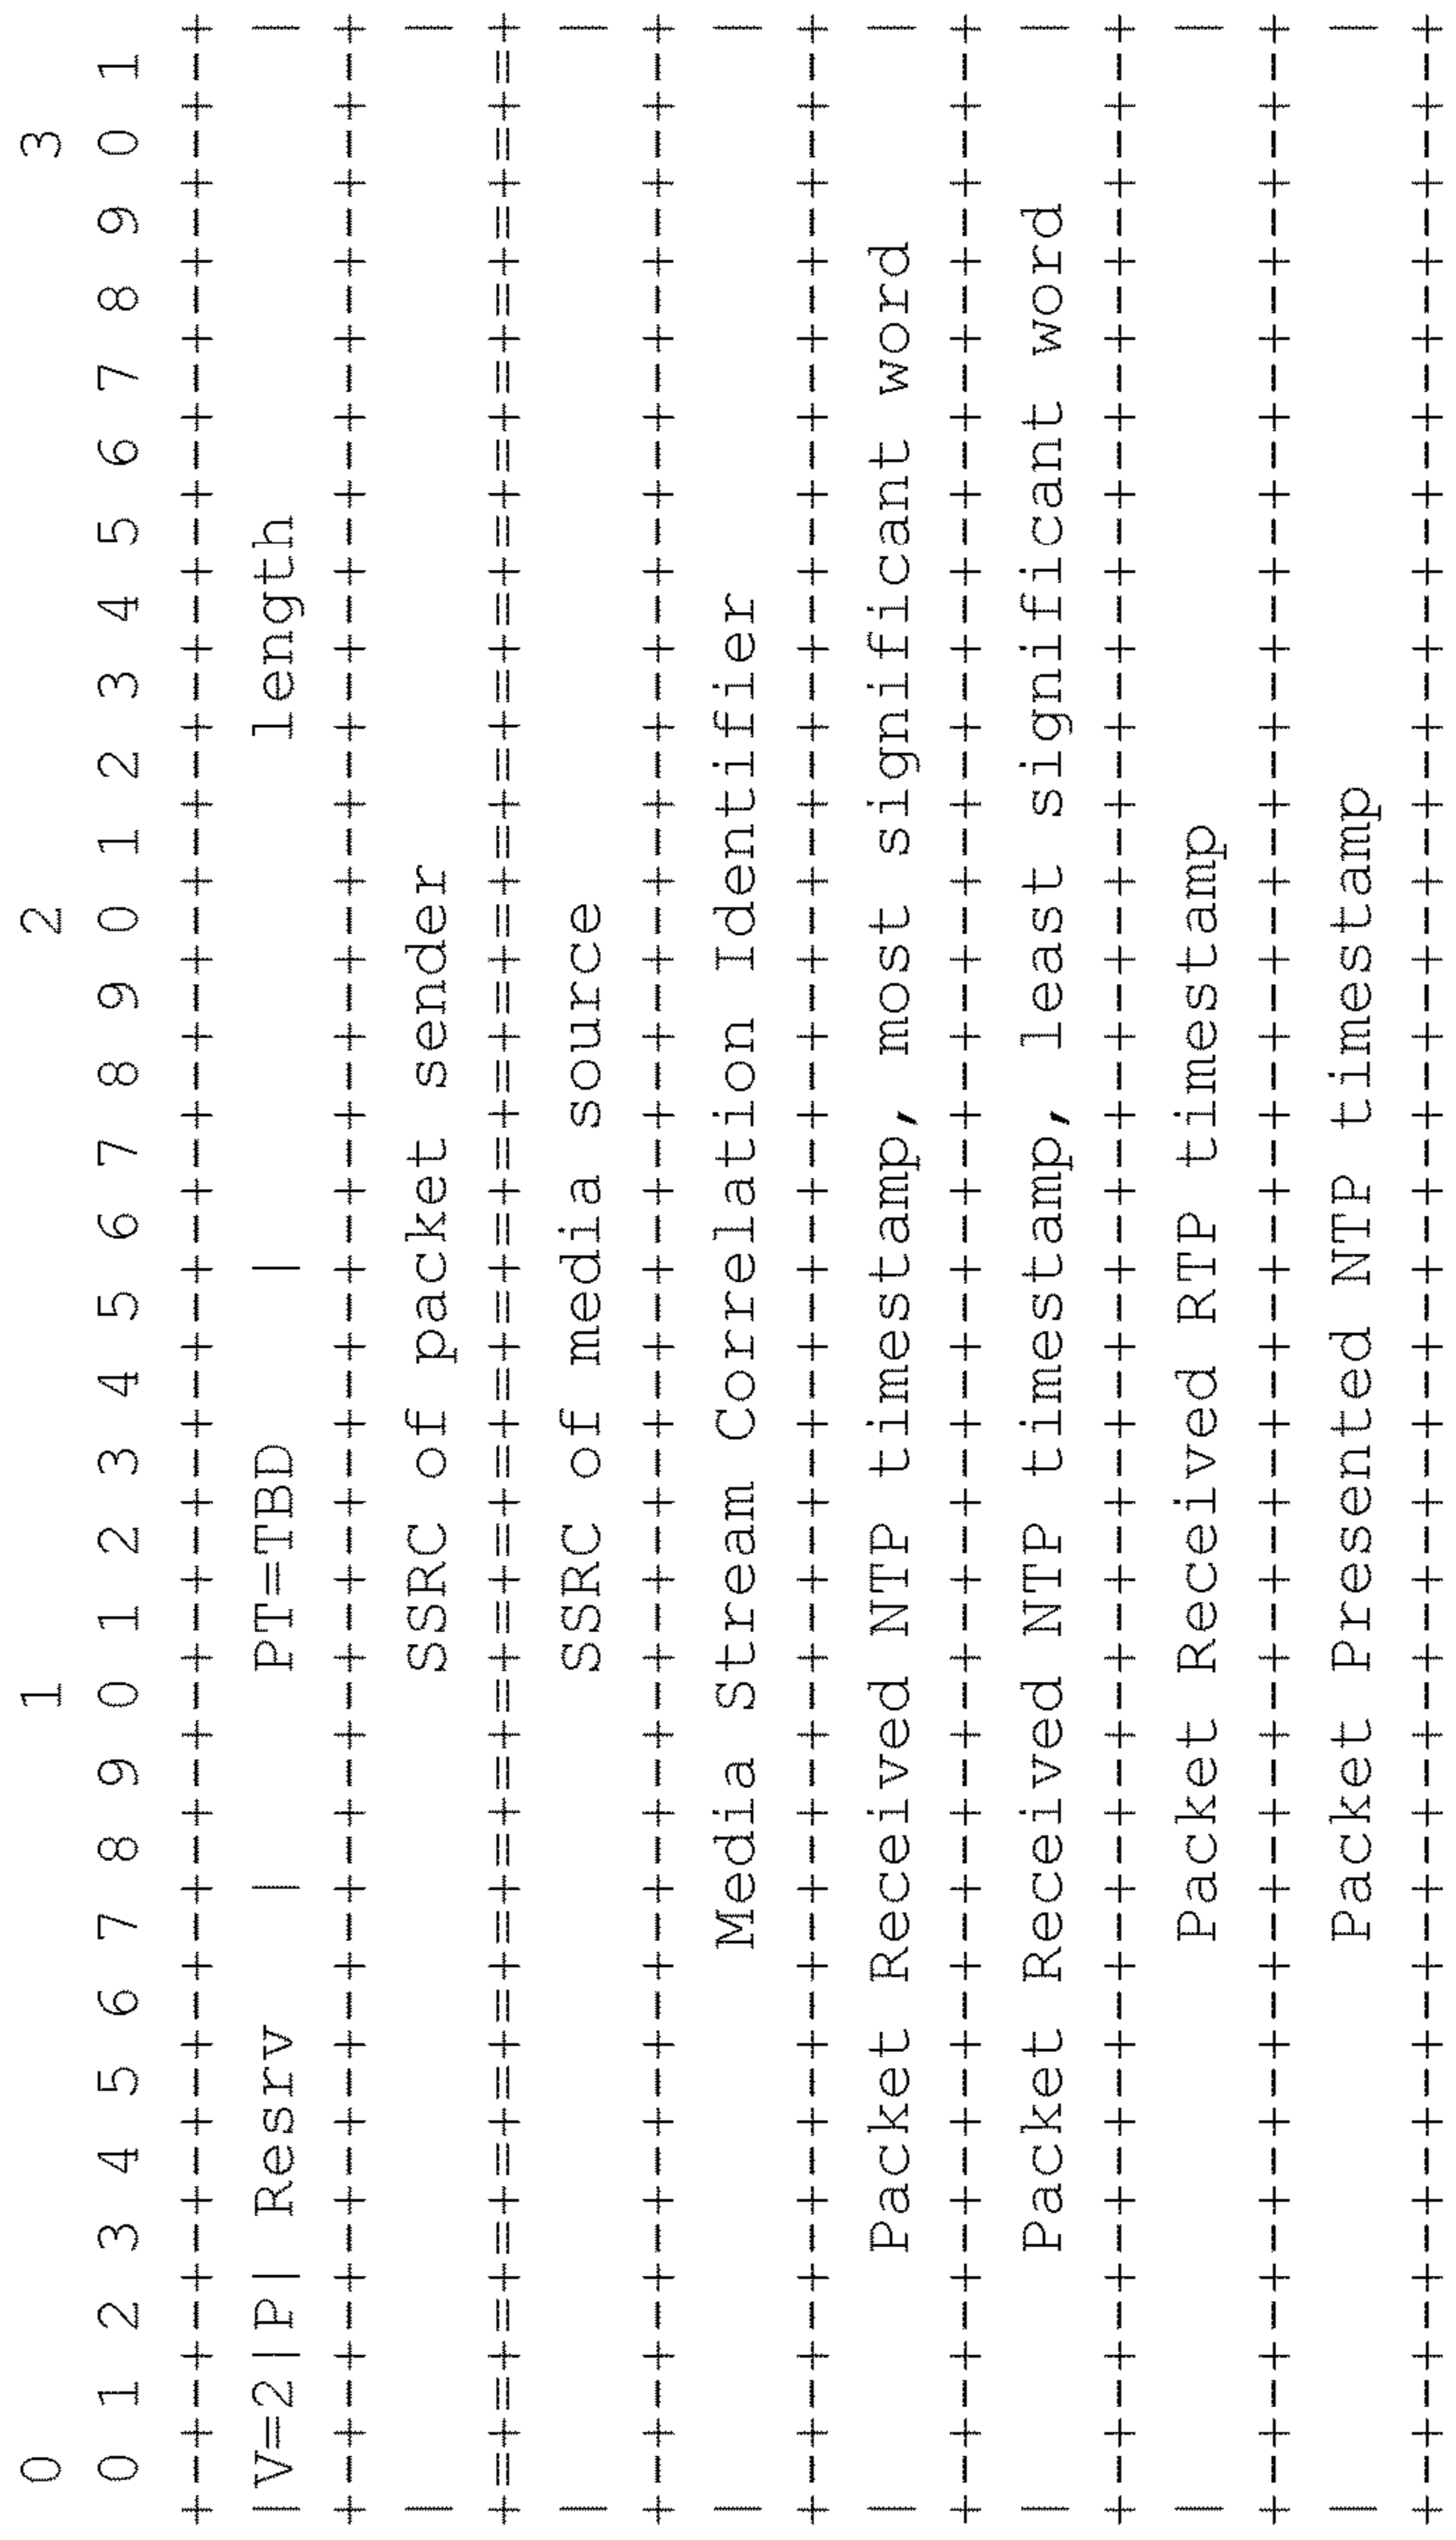 0                   1                   2                   3
 0 1 2 3 4 5 6 7 8 9 0 1 2 3 4 5 6 7 8 9 0 1 2 3 4 5 6 7 8 9 0 1
+-+-+-+-+-+-+-+-+-+-+-+-+-+-+-+-+-+-+-+-+-+-+-+-+-+-+-+-+-+-+-+-+
|V=2|P| Resrv   |     PT=TBD    |             length            |
+-+-+-+-+-+-+-+-+-+-+-+-+-+-+-+-+-+-+-+-+-+-+-+-+-+-+-+-+-+-+-+-+
|                     SSRC of packet sender                     |
+=+=+=+=+=+=+=+=+=+=+=+=+=+=+=+=+=+=+=+=+=+=+=+=+=+=+=+=+=+=+=+=+
|                     SSRC of media source                      |
+-+-+-+-+-+-+-+-+-+-+-+-+-+-+-+-+-+-+-+-+-+-+-+-+-+-+-+-+-+-+-+-+
|              Media Stream Correlation Identifier              |
+-+-+-+-+-+-+-+-+-+-+-+-+-+-+-+-+-+-+-+-+-+-+-+-+-+-+-+-+-+-+-+-+
|      Packet Received NTP timestamp, most significant word     |
+-+-+-+-+-+-+-+-+-+-+-+-+-+-+-+-+-+-+-+-+-+-+-+-+-+-+-+-+-+-+-+-+
|      Packet Received NTP timestamp, least significant word    |
+-+-+-+-+-+-+-+-+-+-+-+-+-+-+-+-+-+-+-+-+-+-+-+-+-+-+-+-+-+-+-+-+
|              Packet Received RTP timestamp                    |
+-+-+-+-+-+-+-+-+-+-+-+-+-+-+-+-+-+-+-+-+-+-+-+-+-+-+-+-+-+-+-+-+
|              Packet Presented NTP timestamp                   |
+-+-+-+-+-+-+-+-+-+-+-+-+-+-+-+-+-+-+-+-+-+-+-+-+-+-+-+-+-+-+-+-+